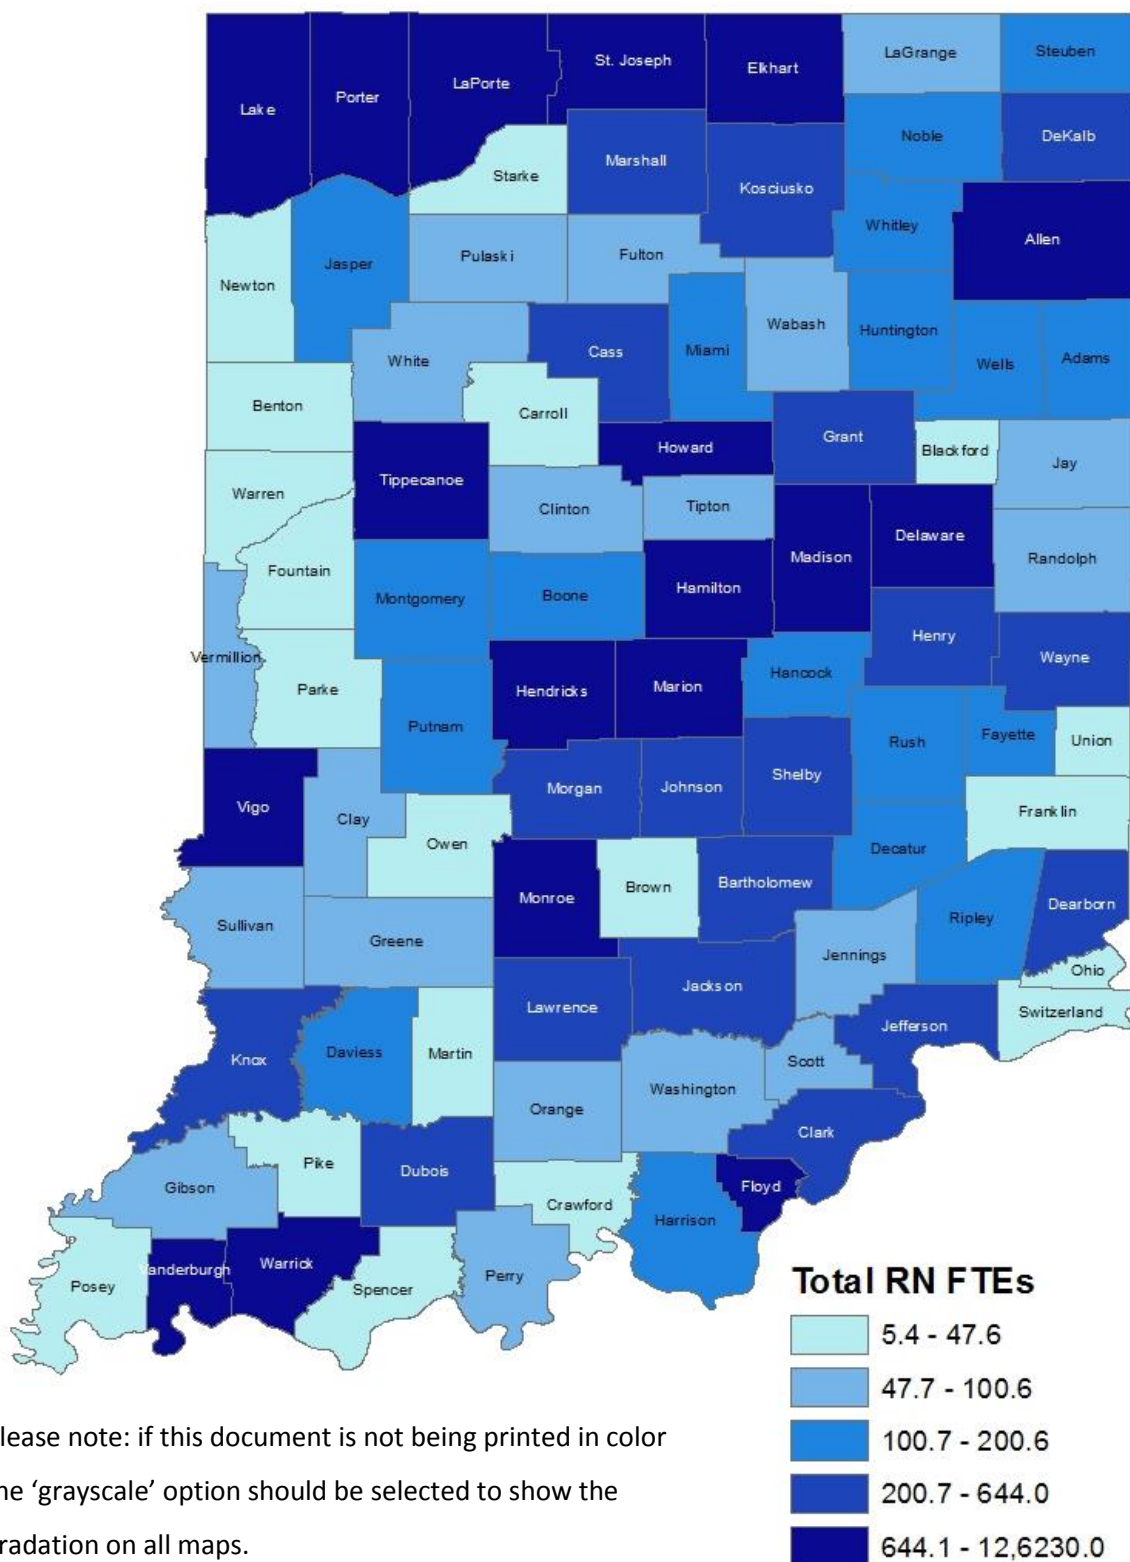 LaGrange
Steuben
St. Joseph
Elkhart
LaPorte
Porter
Lake
Noble
DeKalb
Marshall
Starke
Kosciusko
Whitley
Allen
Pulaski
Fulton
Jasper
Newton
Wabash
Huntington
Cass
Miami
White
Wells
Adams
Benton
Carroll
Grant
Howard
Blackford
Jay
Tippecanoe
Warren
Clinton
Tipton
Delaware
Madison
Randolph
Fountain
Hamilton
Montgomery
Boone
Henry
Wayne
Vermillion
Parke
Hendricks
Marion
Hancock
Putnam
Rush
Fayette
Union
Shelby
Morgan
Johnson
Vigo
Clay
Franklin
Owen
Decatur
Brown
Bartholomew
Monroe
Dearborn
Ripley
Sullivan
Greene
Jennings
Ohio
Jackson
Lawrence
Switzerland
Jefferson
Knox
Daviess
Martin
Scott
Washington
Orange
Clark
Pike
Dubois
Gibson
Floyd
Crawford
Harrison
Vanderburgh
Warrick
Posey
Spencer
Perry
Total RN FTEs
5.4 - 47.6
47.7 - 100.6
100.7 - 200.6
200.7 - 644.0
644.1 - 12,6230.0
lease note: if this document is not being printed in color
he ‘grayscale’ option should be selected to show the
radation on all maps.